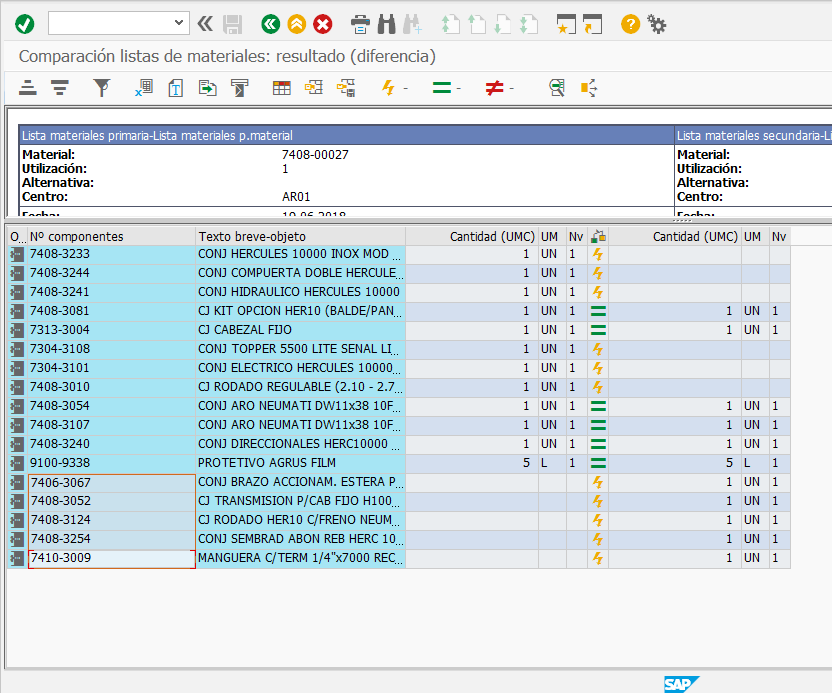 Comparación listas de materiales: resultado (diferencia)
Lista materiales primaria-Lista materiales p.material Lista materiales secundaria-Li
Material: 7408-00027 Material:
Utilización: 1 Utilización:
Alternativa: Alternativa:
Centro: AR01 Centro:
Fecha: 19.06.2018 Fecha:
O... Nº componentes Texto breve-objeto Cantidad (UMC) UM Nv Cantidad (UMC) UM Nv
7408-3233 CONJ HERCULES 10000 INOX MOD ... 1 UN 1
7408-3244 CONJ COMPUERTA DOBLE HERCULE... 1 UN 1
7408-3241 CONJ HIDRAULICO HERCULES 10000 1 UN 1
7408-3081 CJ KIT OPCION HER10 (BALDE/PAN... 1 UN 1 1 UN 1
7313-3004 CJ CABEZAL FIJO 1 UN 1 1 UN 1
7304-3108 CONJ TOPPER 5500 LITE SENAL LI... 1 UN 1
7304-3101 CONJ ELECTRICO HERCULES 10000... 1 UN 1
7408-3010 CJ RODADO REGULABLE (2.10 - 2.7... 1 UN 1
7408-3054 CONJ ARO NEUMATI DW11x38 10F... 1 UN 1 1 UN 1
7408-3107 CONJ ARO NEUMATI DW11x38 10F... 1 UN 1 1 UN 1
7408-3240 CONJ DIRECCIONALES HERC10000 ... 1 UN 1 1 UN 1
9100-9338 PROTETIVO AGRUS FILM 5 L 1 5 L 1
7406-3067 CONJ BRAZO ACCIONAM. ESTERA P... 1 UN 1
7408-3052 CJ TRANSMISION P/CAB FIJO H100... 1 UN 1
7408-3124 CJ RODADO HER10 C/FRENO NEUM... 1 UN 1
7408-3254 CONJ SEMBRAD ABON REB HERC 10... 1 UN 1
7410-3009 MANGUERA C/TERM 1/4"x7000 REC... 1 UN 1
SAP